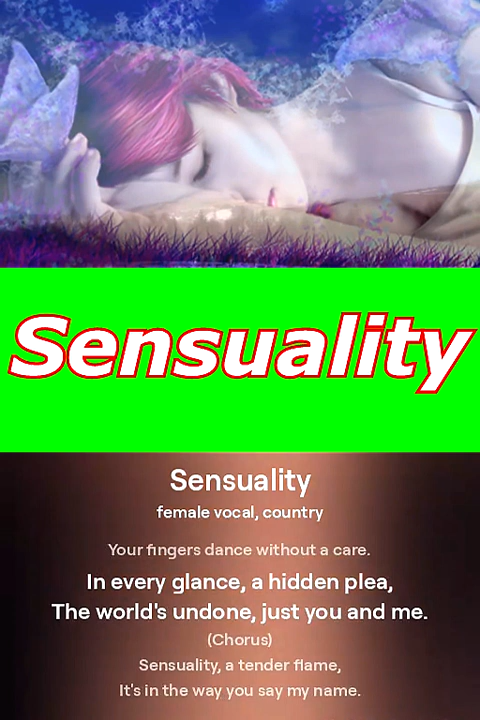 Sensuality
Sensuality
female vocal, country
Your fingers dance without a care.
In every glance, a hidden plea,
The world's undone, just you and me.
(Chorus)
Sensuality, a tender flame,
It's in the way you say my name.